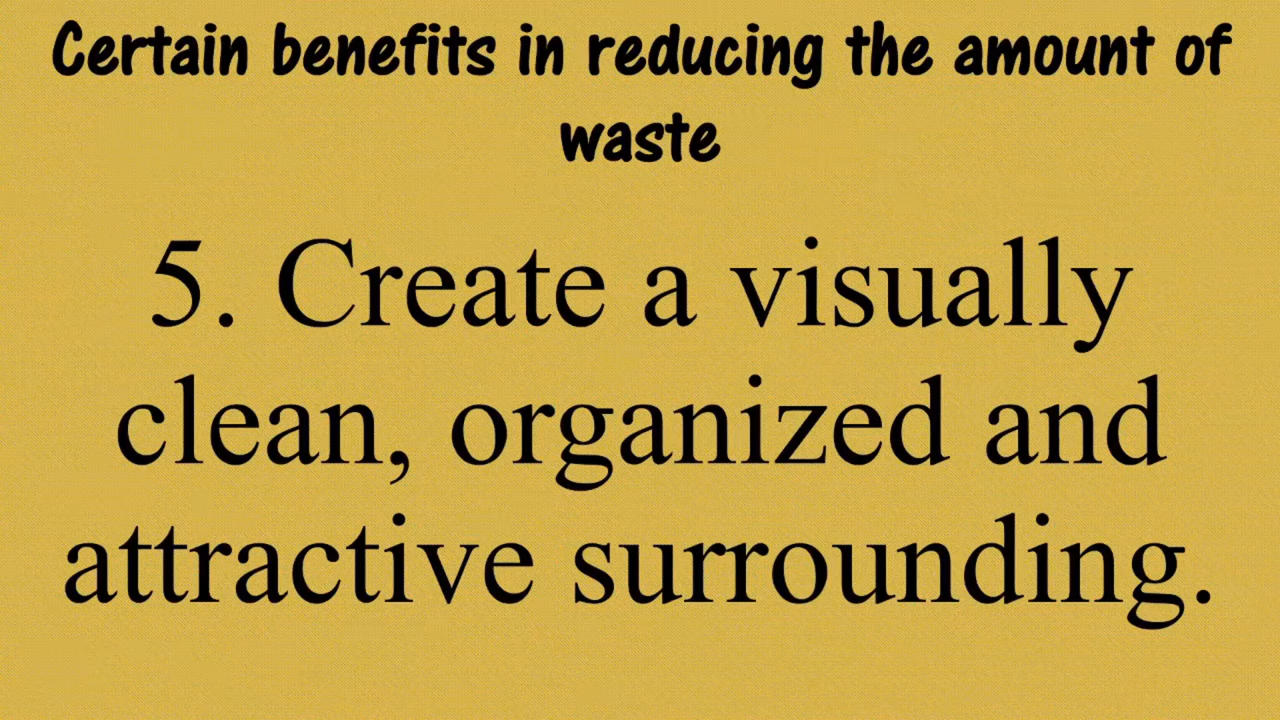 Certain benefits in reducing the amount of
waste
5. Create a visually
clean, organized and
attractive surrounding.